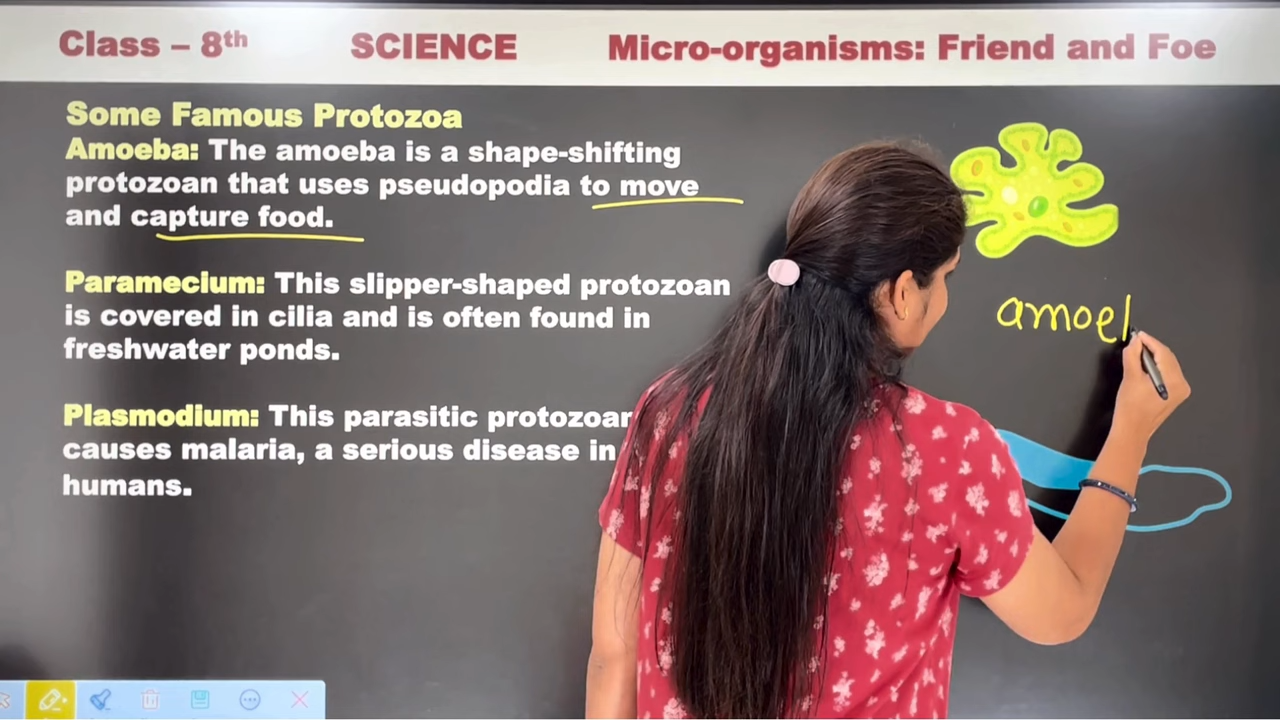 Class – 8th SCIENCE Micro-organisms: Friend and Foe
Some Famous Protozoa
Amoeba: The amoeba is a shape-shifting
protozoan that uses pseudopodia to move
and capture food.
Paramecium: This slipper-shaped protozoan
is covered in cilia and is often found in
freshwater ponds.
Plasmodium: This parasitic protozoan
causes malaria, a serious disease in
humans.
amoe